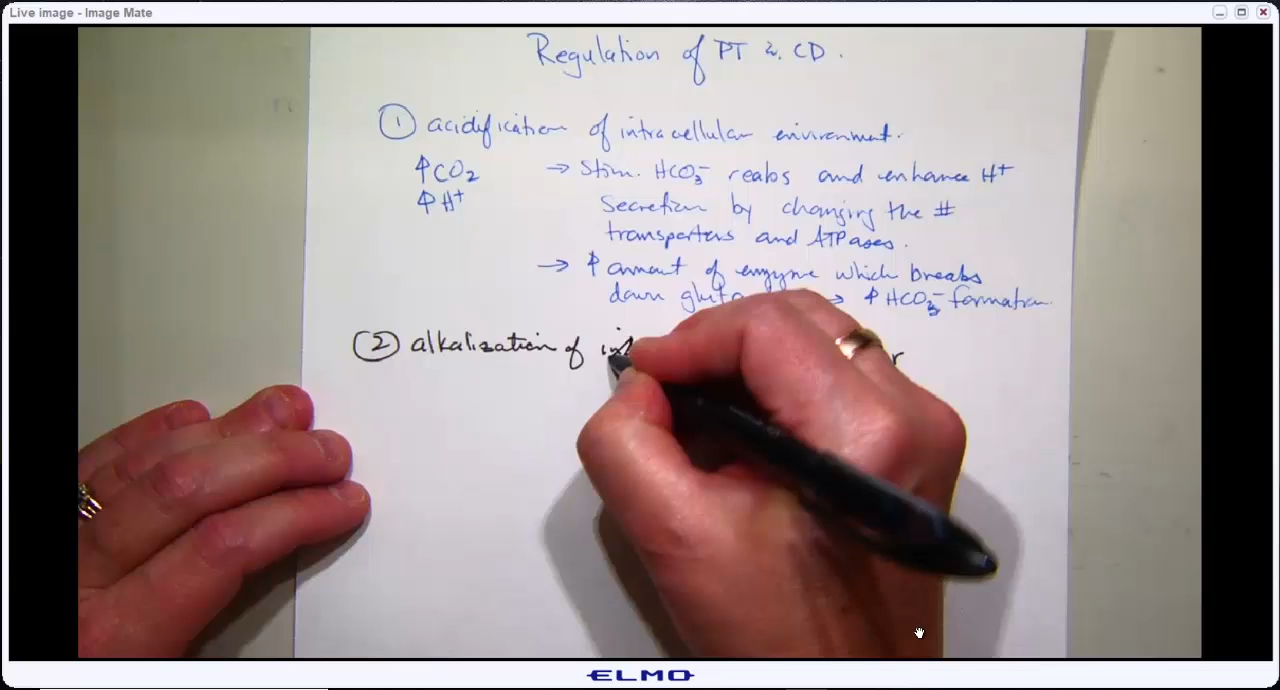 Live image - Image Mate
Regulation of PT & CD.
① acidification of intracellular environment.
↑CO₂ → Stim. HCO₃⁻ reabs and enhance H⁺
↑H⁺ secretion by changing the #
transporters and ATPases.
→ ↑ amount of enzyme which breaks
down gluta → ↑ HCO₃⁻ formation.
② alkalization of int r
ELMO